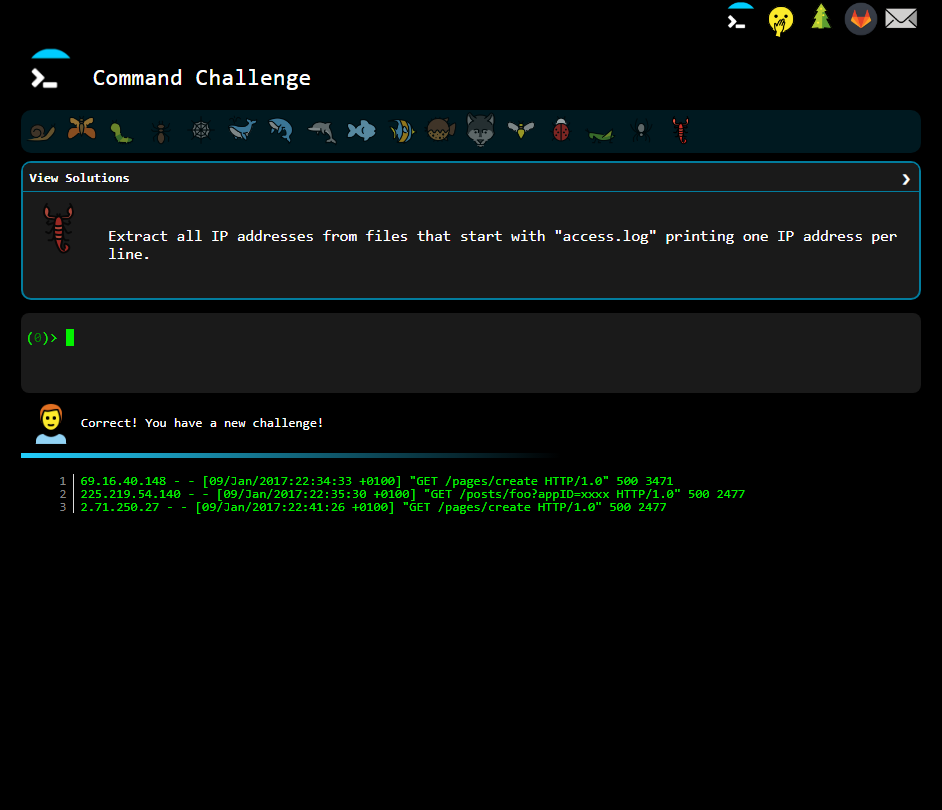 Command Challenge
View Solutions
Extract all IP addresses from files that start with "access.log" printing one IP address per
line.
(0)>
Correct! You have a new challenge!
1 69.16.40.148 - - [09/Jan/2017:22:34:33 +0100] "GET /pages/create HTTP/1.0" 500 3471
2 225.219.54.140 - - [09/Jan/2017:22:35:30 +0100] "GET /posts/foo?appID=xxxx HTTP/1.0" 500 2477
3 2.71.250.27 - - [09/Jan/2017:22:41:26 +0100] "GET /pages/create HTTP/1.0" 500 2477